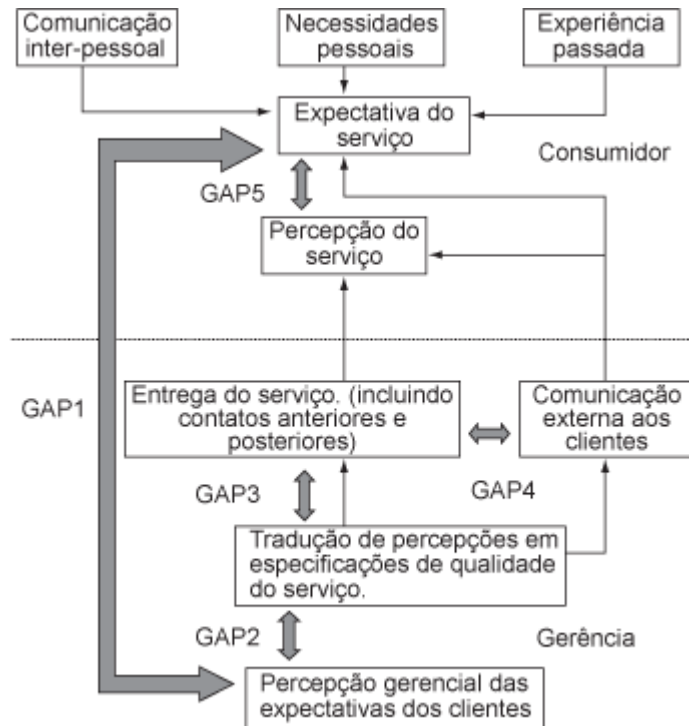 Comunicação
inter-pessoal
Necessidades
pessoais
Experiência
passada
Expectativa do
serviço
Consumidor
GAP5
Percepção do
serviço
GAP1
Entrega do serviço. (incluindo
contatos anteriores e
posteriores)
Comunicação
externa aos
clientes
GAP3
GAP4
Tradução de percepções em
especificações de qualidade
do serviço.
GAP2
Gerência
Percepção gerencial das
expectativas dos clientes